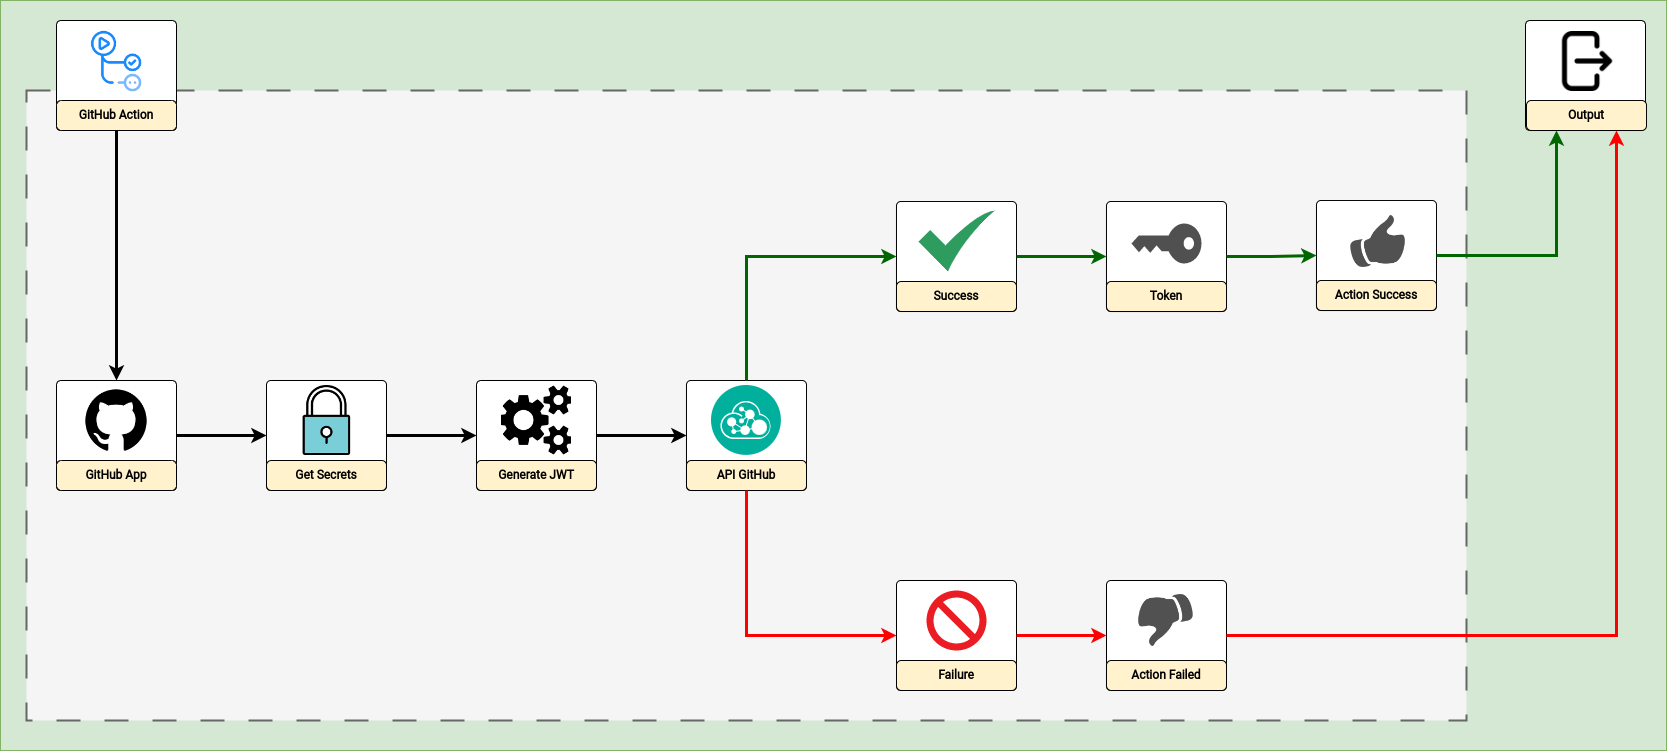 GitHub Action
Output
Success
Token
Action Success
GitHub App
Get Secrets
Generate JWT
API GitHub
Failure
Action Failed